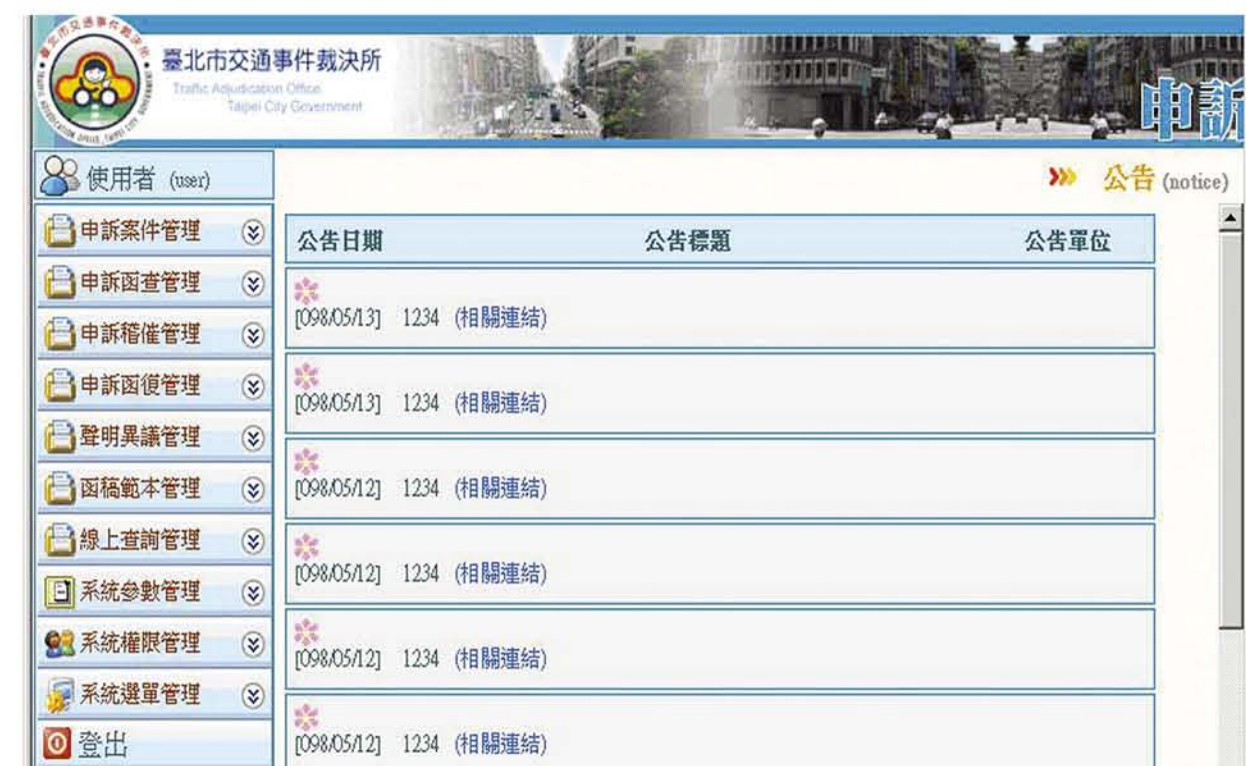 臺北市交通事件裁決所
Traffic Adjudication Office
Taipei City Government
申訴
使用者 (user)
公告 (notice)
申訴案件管理
申訴函查管理
申訴稽催管理
申訴函復管理
聲明異議管理
函稿範本管理
線上查詢管理
系統參數管理
系統權限管理
系統選單管理
登出
公告日期 公告標題 公告單位
[098/05/13] 1234 (相關連結)
[098/05/13] 1234 (相關連結)
[098/05/12] 1234 (相關連結)
[098/05/12] 1234 (相關連結)
[098/05/12] 1234 (相關連結)
[098/05/12] 1234 (相關連結)